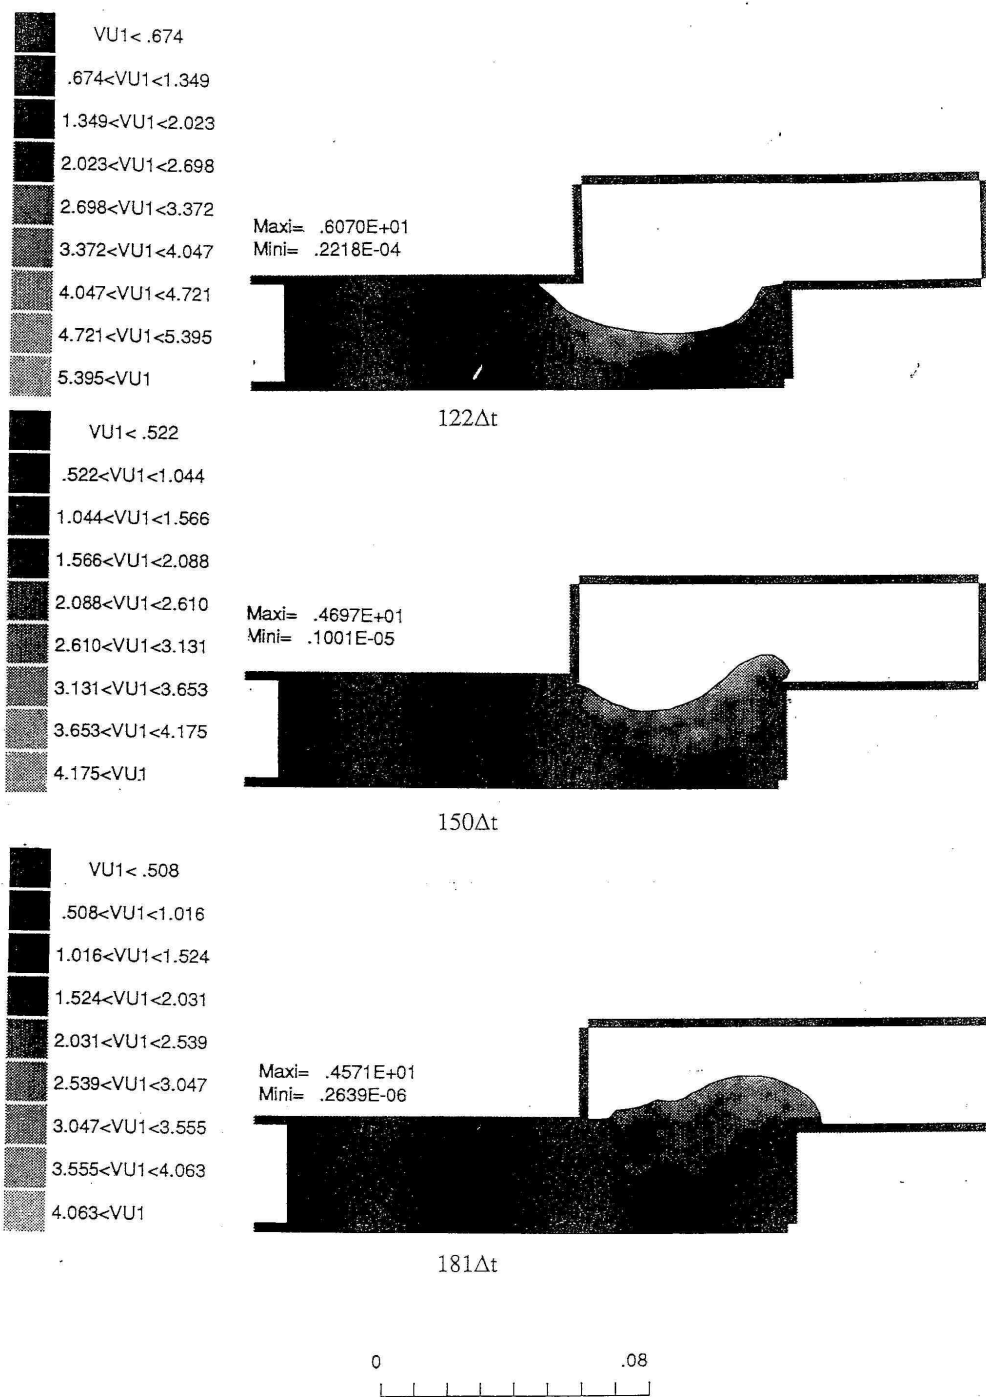 VU1< .674
.674<VU1<1.349
1.349<VU1<2.023
2.023<VU1<2.698
2.698<VU1<3.372
3.372<VU1<4.047
4.047<VU1<4.721
4.721<VU1<5.395
5.395<VU1
Maxi= .6070E+01
Mini= .2218E-04
122Δt
VU1< .522
.522<VU1<1.044
1.044<VU1<1.566
1.566<VU1<2.088
2.088<VU1<2.610
2.610<VU1<3.131
3.131<VU1<3.653
3.653<VU1<4.175
4.175<VU1
Maxi= .4697E+01
Mini= .1001E-05
150Δt
VU1< .508
.508<VU1<1.016
1.016<VU1<1.524
1.524<VU1<2.031
2.031<VU1<2.539
2.539<VU1<3.047
3.047<VU1<3.555
3.555<VU1<4.063
4.063<VU1
Maxi= .4571E+01
Mini= .2639E-06
181Δt
0 .08